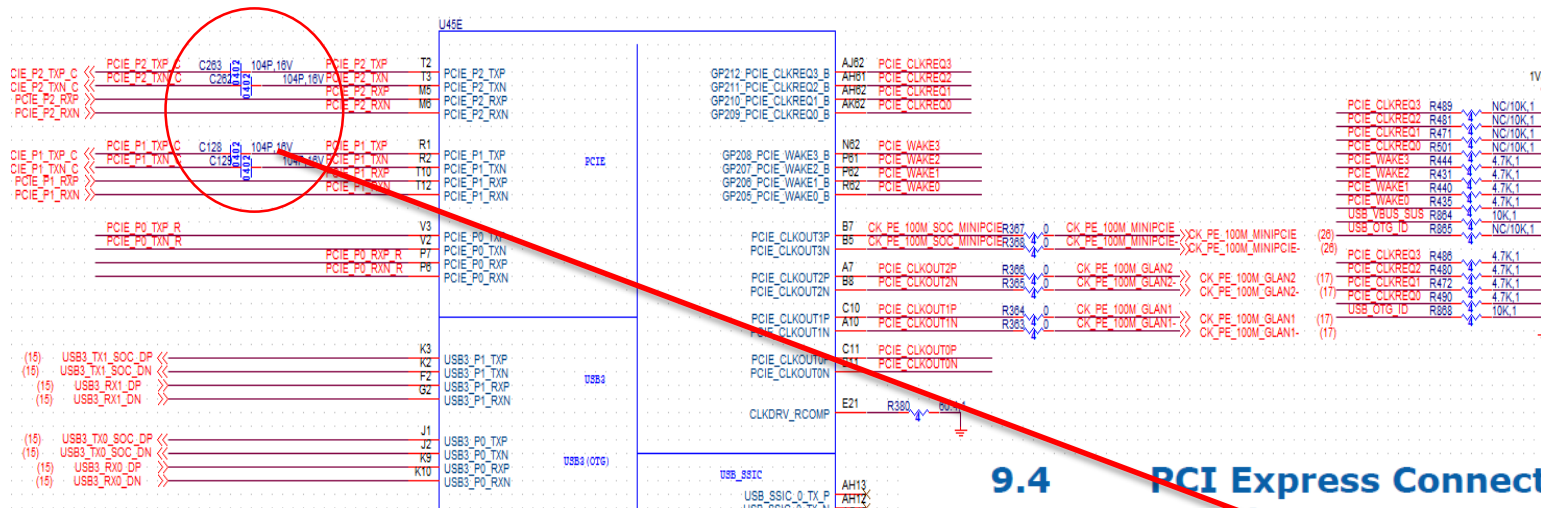 U45E
PCIE_P2_TXP_C C263 104P,16V PCIE_P2_TXP T2 PCIE_P2_TXP
0402
PCIE_P2_TXN_C C262 104P,16V PCIE_P2_TXN T3 PCIE_P2_TXN
0402
PCIE_P2_RXP PCIE_P2_RXP M5 PCIE_P2_RXP
PCIE_P2_RXN PCIE_P2_RXN M6 PCIE_P2_RXN
CIE_P2_TXP_C
CIE_P2_TXN_C
PCIE_P1_TXP_C C128 104P,16V PCIE_P1_TXP R1 PCIE_P1_TXP
0402
PCIE_P1_TXN_C C129 104P,16V PCIE_P1_TXN R2 PCIE_P1_TXN
0402
PCIE_P1_RXP PCIE_P1_RXP T10 PCIE_P1_RXP
PCIE_P1_RXN PCIE_P1_RXN T12 PCIE_P1_RXN
CIE_P1_TXP_C
CIE_P1_TXN_C
PCIE
PCIE_P0_TXP_R V3 PCIE_P0_TXP
PCIE_P0_TXN_R V2 PCIE_P0_TXN
PCIE_P0_RXP_R P7 PCIE_P0_RXP
PCIE_P0_RXN_R P6 PCIE_P0_RXN
(15) USB3_TX1_SOC_DP K3 USB3_P1_TXP
(15) USB3_TX1_SOC_DN K2 USB3_P1_TXN
(15) USB3_RX1_DP F2 USB3_P1_RXP
(15) USB3_RX1_DN G2 USB3_P1_RXN
USB3
(15) USB3_TX0_SOC_DP J1 USB3_P0_TXP
(15) USB3_TX0_SOC_DN J2 USB3_P0_TXN
(15) USB3_RX0_DP K9 USB3_P0_RXP
(15) USB3_RX0_DN K10 USB3_P0_RXN
USB3(OTG)
GP212_PCIE_CLKREQ3_B AJ62 PCIE_CLKREQ3
GP211_PCIE_CLKREQ2_B AH61 PCIE_CLKREQ2
GP210_PCIE_CLKREQ1_B AH62 PCIE_CLKREQ1
GP209_PCIE_CLKREQ0_B AK62 PCIE_CLKREQ0
GP208_PCIE_WAKE3_B N62 PCIE_WAKE3
GP207_PCIE_WAKE2_B P61 PCIE_WAKE2
GP206_PCIE_WAKE1_B P62 PCIE_WAKE1
GP205_PCIE_WAKE0_B R62 PCIE_WAKE0
PCIE_CLKOUT3P B7 CK_PE_100M_SOC_MINIPCIE R367 0 CK_PE_100M_MINIPCIE CK_PE_100M_MINIPCIE (26)
PCIE_CLKOUT3N B5 CK_PE_100M_SOC_MINIPCIE- R368 0 CK_PE_100M_MINIPCIE- CK_PE_100M_MINIPCIE- (26)
PCIE_CLKOUT2P A7 PCIE_CLKOUT2P R366 0 CK_PE_100M_GLAN2 CK_PE_100M_GLAN2 (17)
PCIE_CLKOUT2N B8 PCIE_CLKOUT2N R365 0 CK_PE_100M_GLAN2- CK_PE_100M_GLAN2- (17)
PCIE_CLKOUT1P C10 PCIE_CLKOUT1P R364 0 CK_PE_100M_GLAN1 CK_PE_100M_GLAN1 (17)
PCIE_CLKOUT1N A10 PCIE_CLKOUT1N R363 0 CK_PE_100M_GLAN1- CK_PE_100M_GLAN1- (17)
PCIE_CLKOUT0P C11 PCIE_CLKOUT0P
PCIE_CLKOUT0N B11 PCIE_CLKOUT0N
CLKDRV_RCOMP E21 R380
USB_SSIC
USB_SSIC_0_TX_P AH13
USB_SSIC_0_TX_N AH12
1V
PCIE_CLKREQ3 R489 NC/10K,1
PCIE_CLKREQ2 R481 NC/10K,1
PCIE_CLKREQ1 R471 NC/10K,1
PCIE_CLKREQ0 R501 NC/10K,1
PCIE_WAKE3 R444 4.7K,1
PCIE_WAKE2 R431 4.7K,1
PCIE_WAKE1 R440 4.7K,1
PCIE_WAKE0 R435 4.7K,1
USB_VBUS_SUS R864 10K,1
USB_OTG_ID R865 NC/10K,1
PCIE_CLKREQ3 R486 4.7K,1
PCIE_CLKREQ2 R480 4.7K,1
PCIE_CLKREQ1 R472 4.7K,1
PCIE_CLKREQ0 R490 4.7K,1
USB_OTG_ID R868 10K,1
9.4 PCI Express Connect